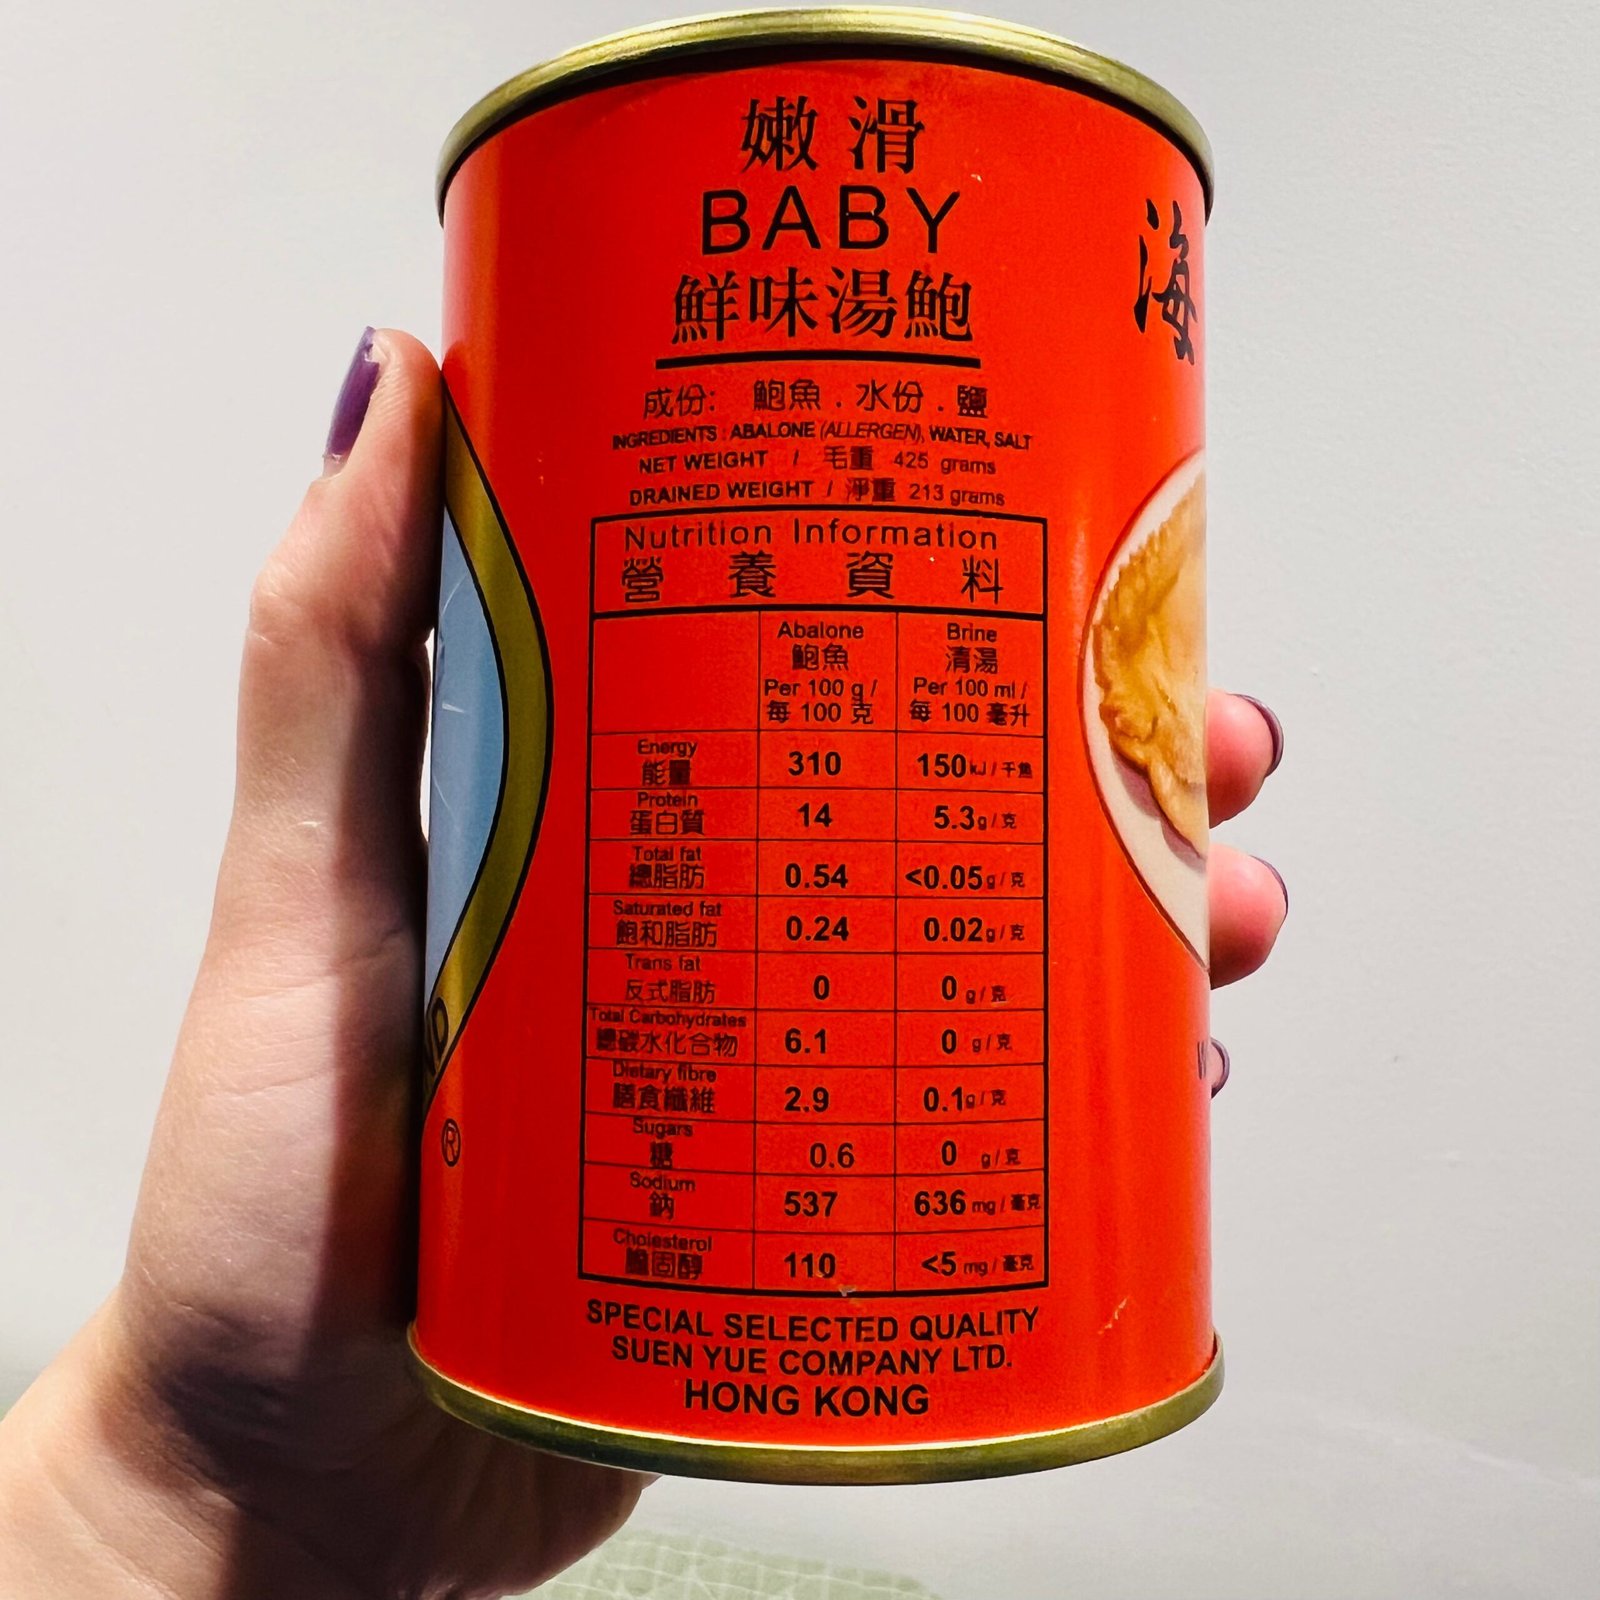 嫩滑
BABY
鮮味湯鮑
成份: 鮑魚 . 水份 . 鹽
INGREDIENTS : ABALONE (ALLERGEN), WATER, SALT
NET WEIGHT / 毛重 425 grams
DRAINED WEIGHT / 淨重 213 grams
Nutrition Information
營養資料
Abalone Brine
鮑魚 清湯
Per 100 g / Per 100 ml /
每 100 克 每 100 毫升
Energy
能量 310 150kJ / 千焦
Protein
蛋白質 14 5.3g / 克
Total fat
總脂肪 0.54 <0.05g / 克
Saturated fat
飽和脂肪 0.24 0.02g / 克
Trans fat
反式脂肪 0 0 g / 克
Total Carbohydrates
總碳水化合物 6.1 0 g / 克
Dietary fibre
膳食纖維 2.9 0.1g / 克
Sugars
糖 0.6 0 g / 克
Sodium
鈉 537 636 mg / 毫克
Cholesterol
膽固醇 110 <5 mg / 毫克
SPECIAL SELECTED QUALITY
SUEN YUE COMPANY LTD.
HONG KONG
海
®